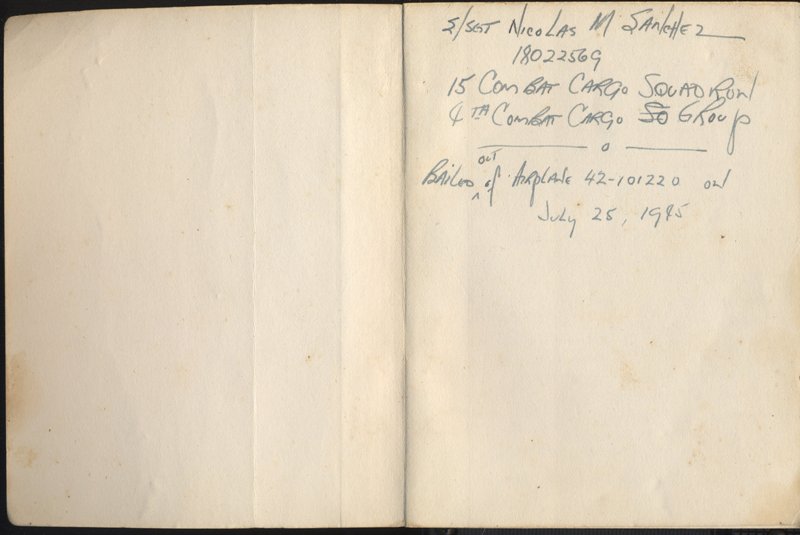 S/SGT NICOLAS M SANCHEZ
18022569
15 COMBAT CARGO SQUADRON
4TH COMBAT CARGO SQ GROUP
BAILED OUT of AIRPLANE 42-101220 ON
July 25, 1945